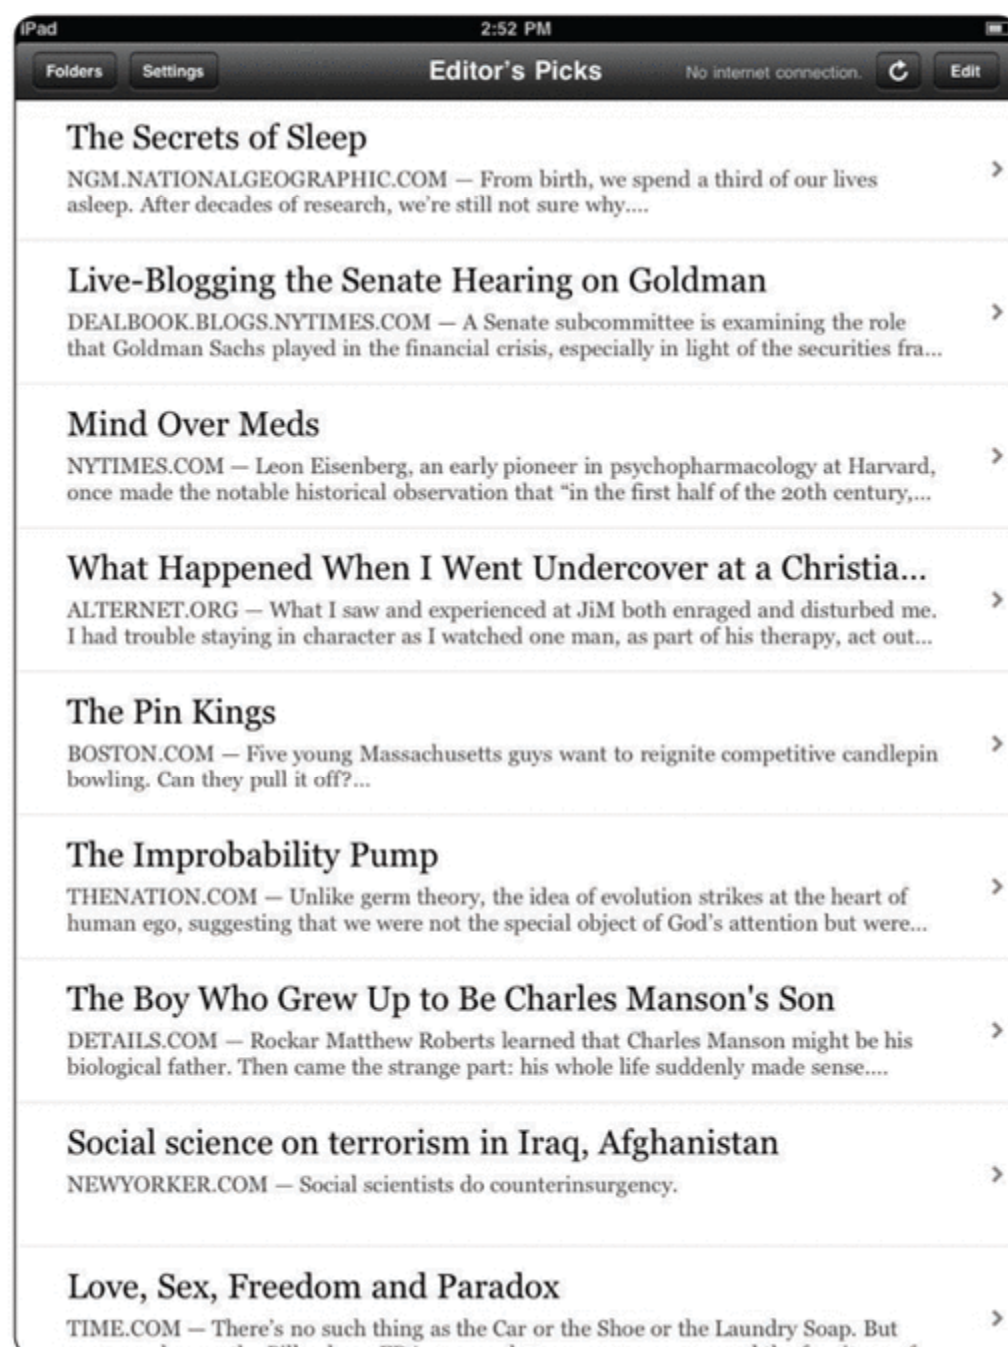 iPad 2:52 PM
Folders Settings Editor's Picks No internet connection. Edit
The Secrets of Sleep
NGM.NATIONALGEOGRAPHIC.COM — From birth, we spend a third of our lives
asleep. After decades of research, we're still not sure why....
Live-Blogging the Senate Hearing on Goldman
DEALBOOK.BLOGS.NYTIMES.COM — A Senate subcommittee is examining the role
that Goldman Sachs played in the financial crisis, especially in light of the securities fra...
Mind Over Meds
NYTIMES.COM — Leon Eisenberg, an early pioneer in psychopharmacology at Harvard,
once made the notable historical observation that “in the first half of the 20th century,...
What Happened When I Went Undercover at a Christia...
ALTERNET.ORG — What I saw and experienced at JiM both enraged and disturbed me.
I had trouble staying in character as I watched one man, as part of his therapy, act out...
The Pin Kings
BOSTON.COM — Five young Massachusetts guys want to reignite competitive candlepin
bowling. Can they pull it off?...
The Improbability Pump
THENATION.COM — Unlike germ theory, the idea of evolution strikes at the heart of
human ego, suggesting that we were not the special object of God's attention but were...
The Boy Who Grew Up to Be Charles Manson's Son
DETAILS.COM — Rockar Matthew Roberts learned that Charles Manson might be his
biological father. Then came the strange part: his whole life suddenly made sense....
Social science on terrorism in Iraq, Afghanistan
NEWYORKER.COM — Social scientists do counterinsurgency.
Love, Sex, Freedom and Paradox
TIME.COM — There's no such thing as the Car or the Shoe or the Laundry Soap. But